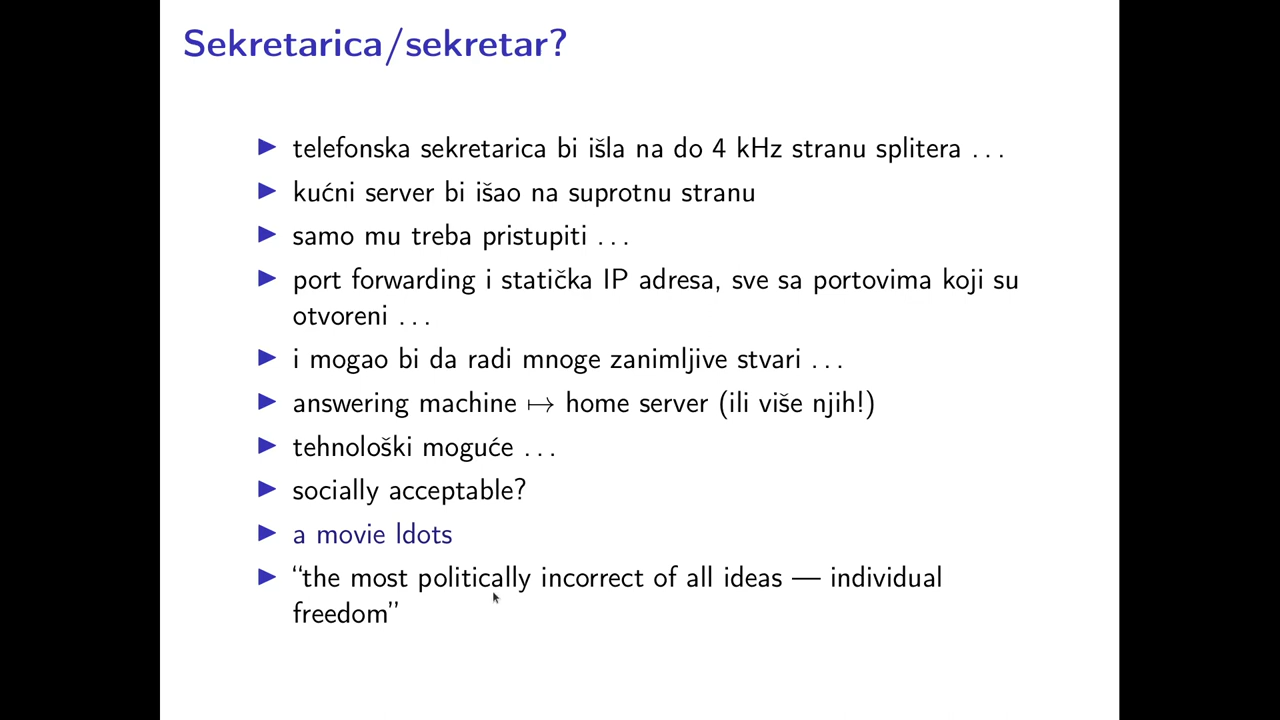 Sekretarica/sekretar?
▶ telefonska sekretarica bi išla na do 4 kHz stranu splitera . . .
▶ kućni server bi išao na suprotnu stranu
▶ samo mu treba pristupiti . . .
▶ port forwarding i statička IP adresa, sve sa portovima koji su
otvoreni . . .
▶ i mogao bi da radi mnoge zanimljive stvari . . .
▶ answering machine ↦ home server (ili više njih!)
▶ tehnološki moguće . . .
▶ socially acceptable?
▶ a movie ldots
▶ “the most politically incorrect of all ideas — individual
freedom”